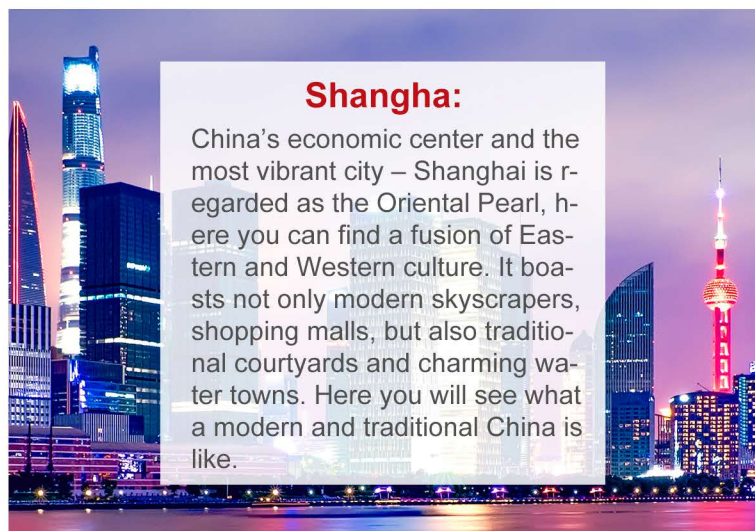 Shangha:
China’s economic center and the
most vibrant city – Shanghai is r-
egarded as the Oriental Pearl, h-
ere you can find a fusion of Eas-
tern and Western culture. It boa-
sts not only modern skyscrapers,
shopping malls, but also traditio-
nal courtyards and charming wa-
ter towns. Here you will see what
a modern and traditional China is
like.